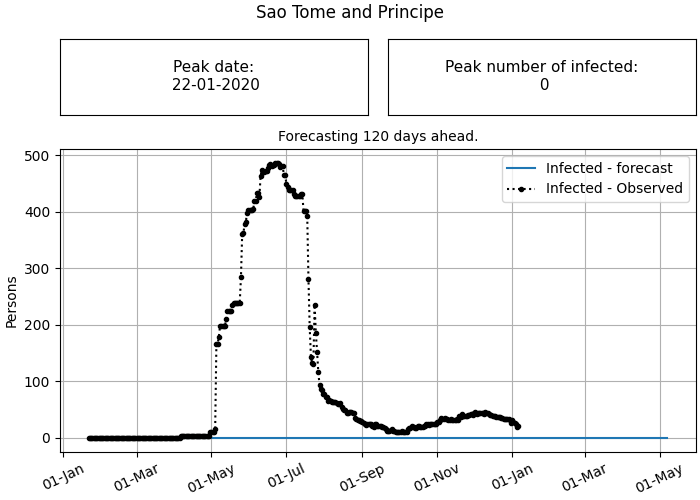 Sao Tome and Principe
Peak date:
22-01-2020
Peak number of infected:
0
Forecasting 120 days ahead.
Infected - forecast
Infected - Observed
Persons
500
400
300
200
100
0
01-Jan
01-Mar
01-May
01-Jul
01-Sep
01-Nov
01-Jan
01-Mar
01-May